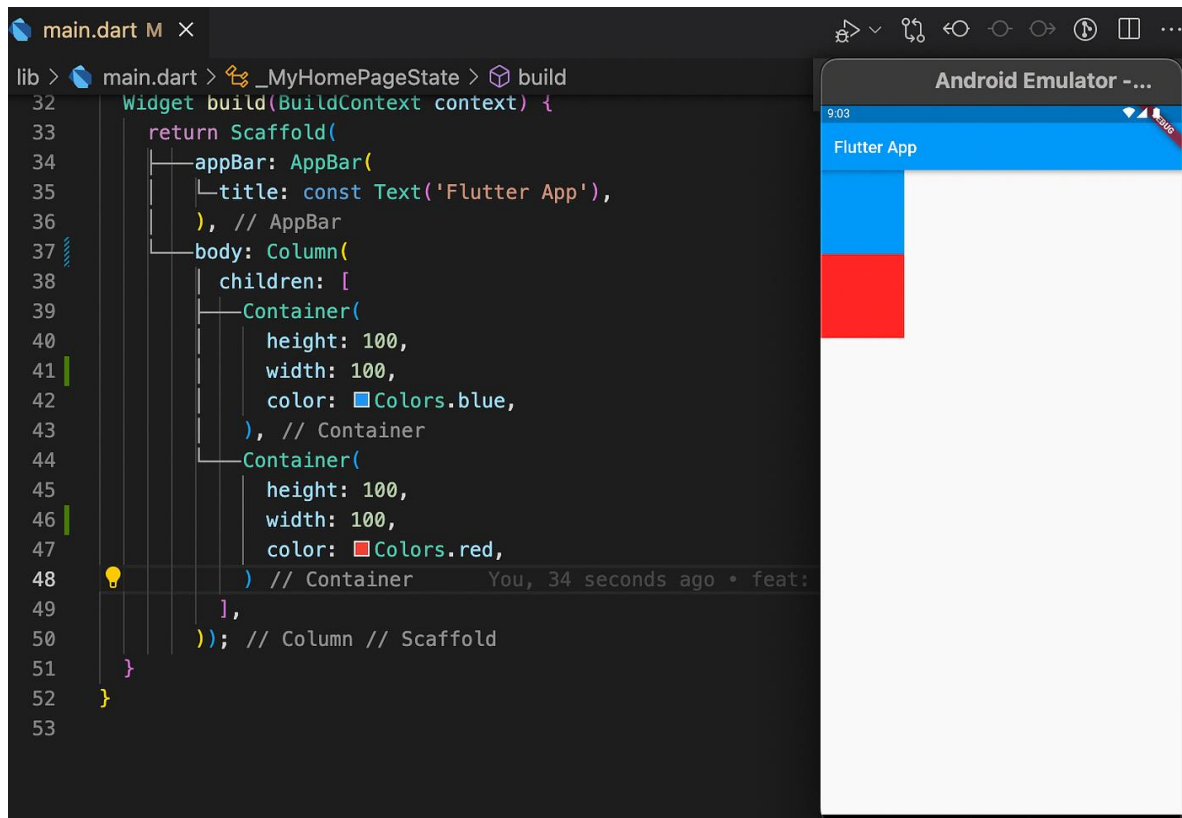 main.dart M
lib > main.dart > _MyHomePageState > build
32 Widget build(BuildContext context) {
33 return Scaffold(
34 appBar: AppBar(
35 title: const Text('Flutter App'),
36 ), // AppBar
37 body: Column(
38 children: [
39 Container(
40 height: 100,
41 width: 100,
42 color: Colors.blue,
43 ), // Container
44 Container(
45 height: 100,
46 width: 100,
47 color: Colors.red,
48 ) // Container You, 34 seconds ago • feat:
49 ],
50 )); // Column // Scaffold
51 }
52 }
53
Android Emulator -...
9:03
DEBUG
Flutter App